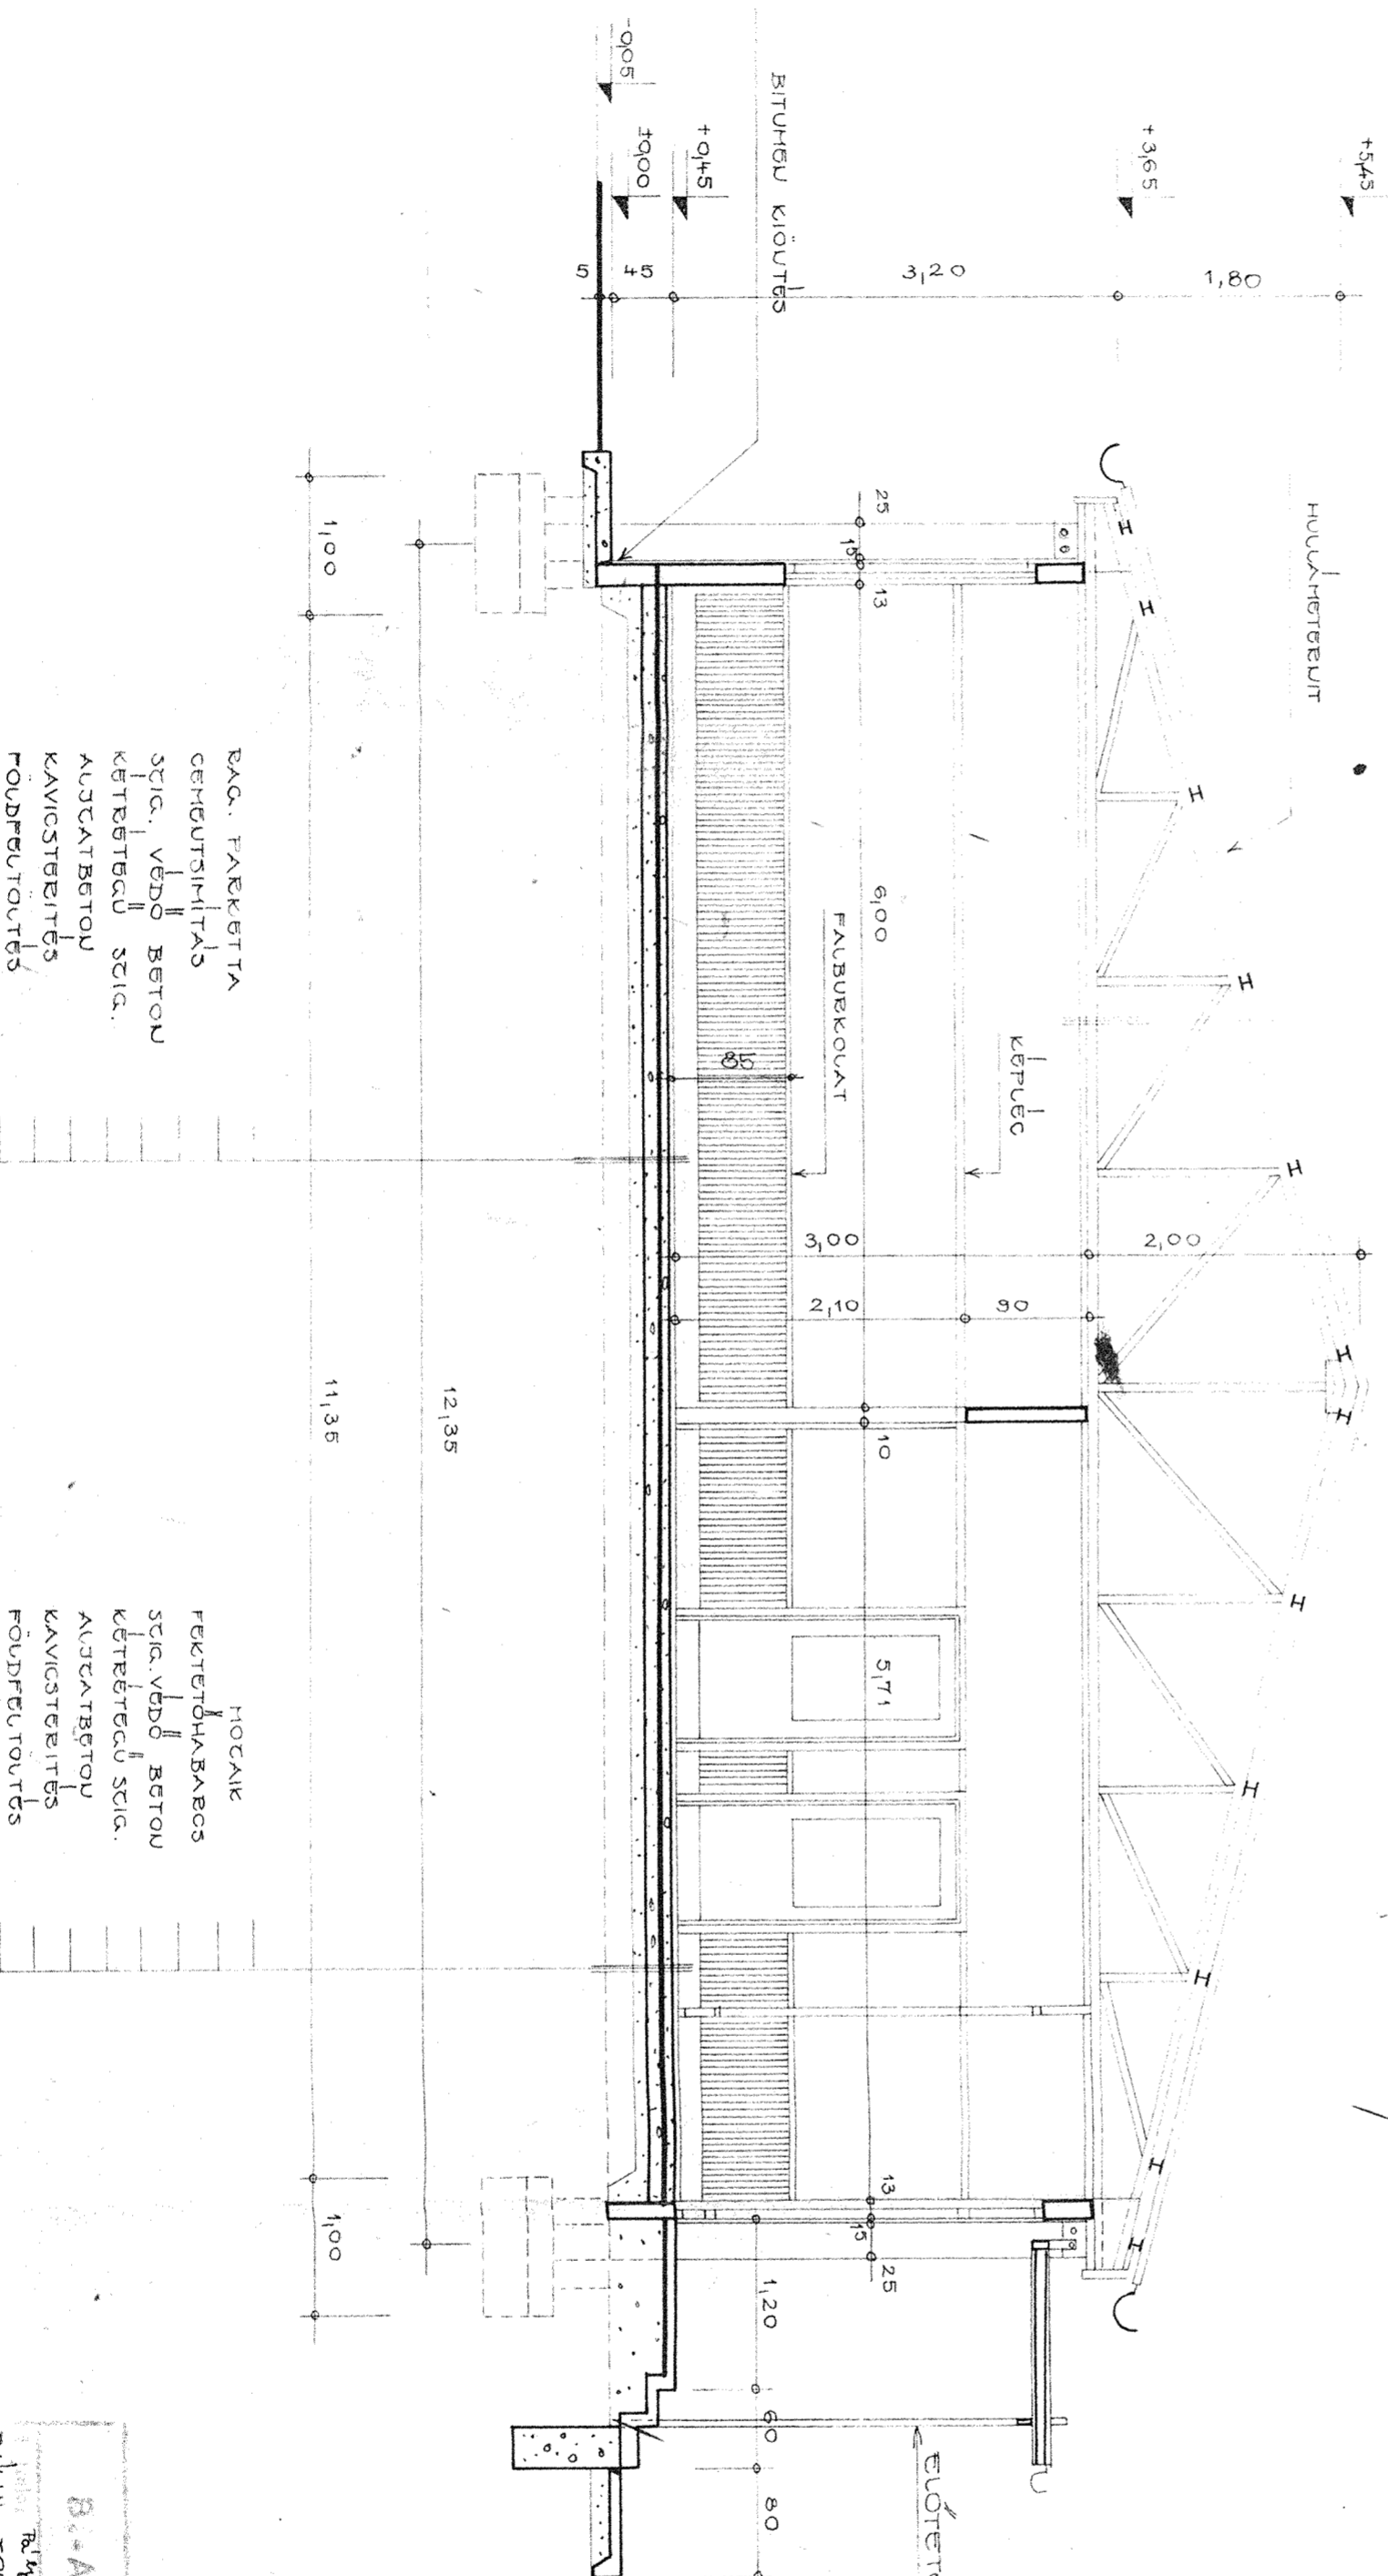 +5,45
+3,65
+0,45
±0,00
-0,05
1,80
3,20
45
5
BITUMEN KIÖNTÉS
HULLÁMETERNIT
25
15
13
6,00
FALBURKOLAT
KÉPLÉC
85
3,00
2,00
2,10
90
10
5,71
13
15
25
1,20
60
80
1,00
11,35
12,35
1,00
RAG. PARKETTA
CEMENTSIMÍTÁS
SZIG. VÉDŐ BETON
KÉTRÉTEGŰ SZIG.
ALJZATBETON
KAVICSTERÍTÉS
FÖLDFELTÖLTÉS
MOZAIK
FEKTETŐHABARCS
SZIG. VÉDŐ BETON
KÉTRÉTEGŰ SZIG.
ALJZATBETON
KAVICSTERÍTÉS
FÖLDFELTÖLTÉS